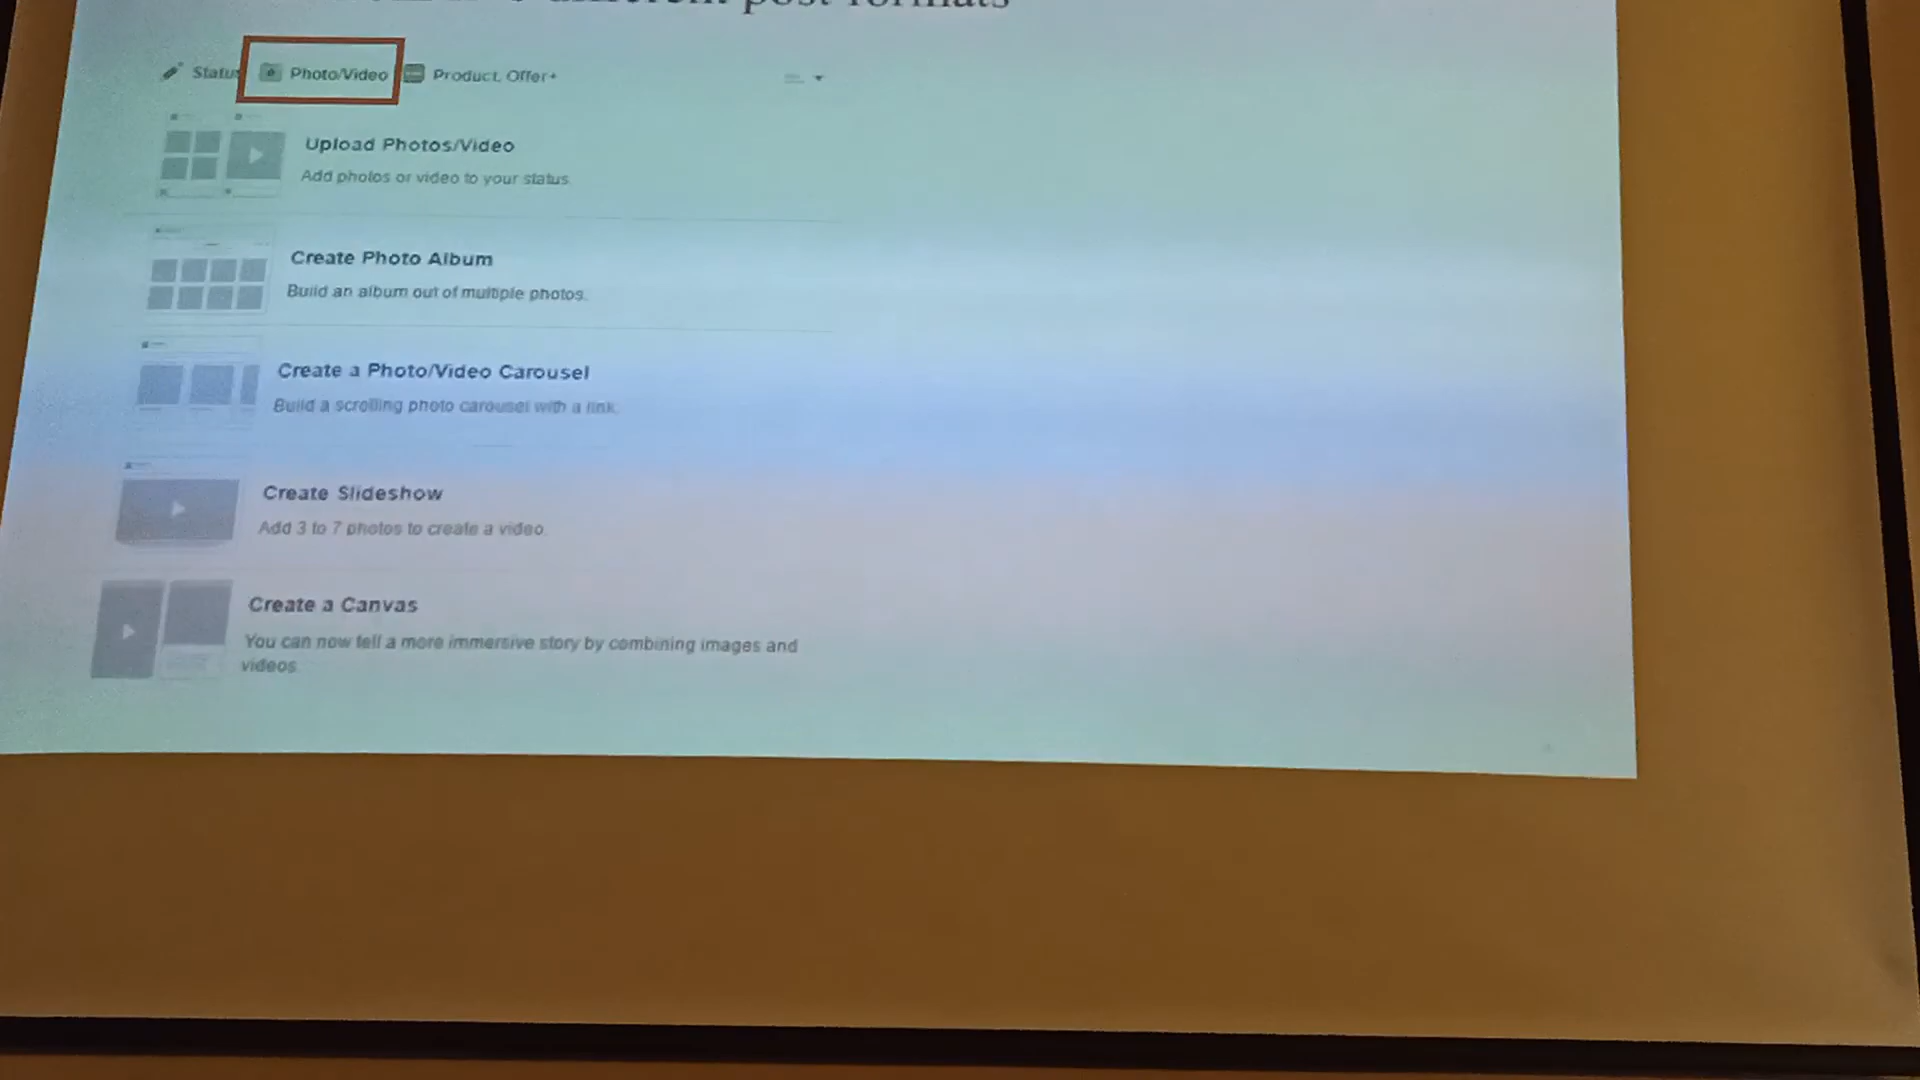 different post formats
Status Photo/Video Product, Offer+
Upload Photos/Video
Add photos or video to your status.
Create Photo Album
Build an album out of multiple photos.
Create a Photo/Video Carousel
Build a scrolling photo carousel with a link.
Create Slideshow
Add 3 to 7 photos to create a video.
Create a Canvas
You can now tell a more immersive story by combining images and
videos.